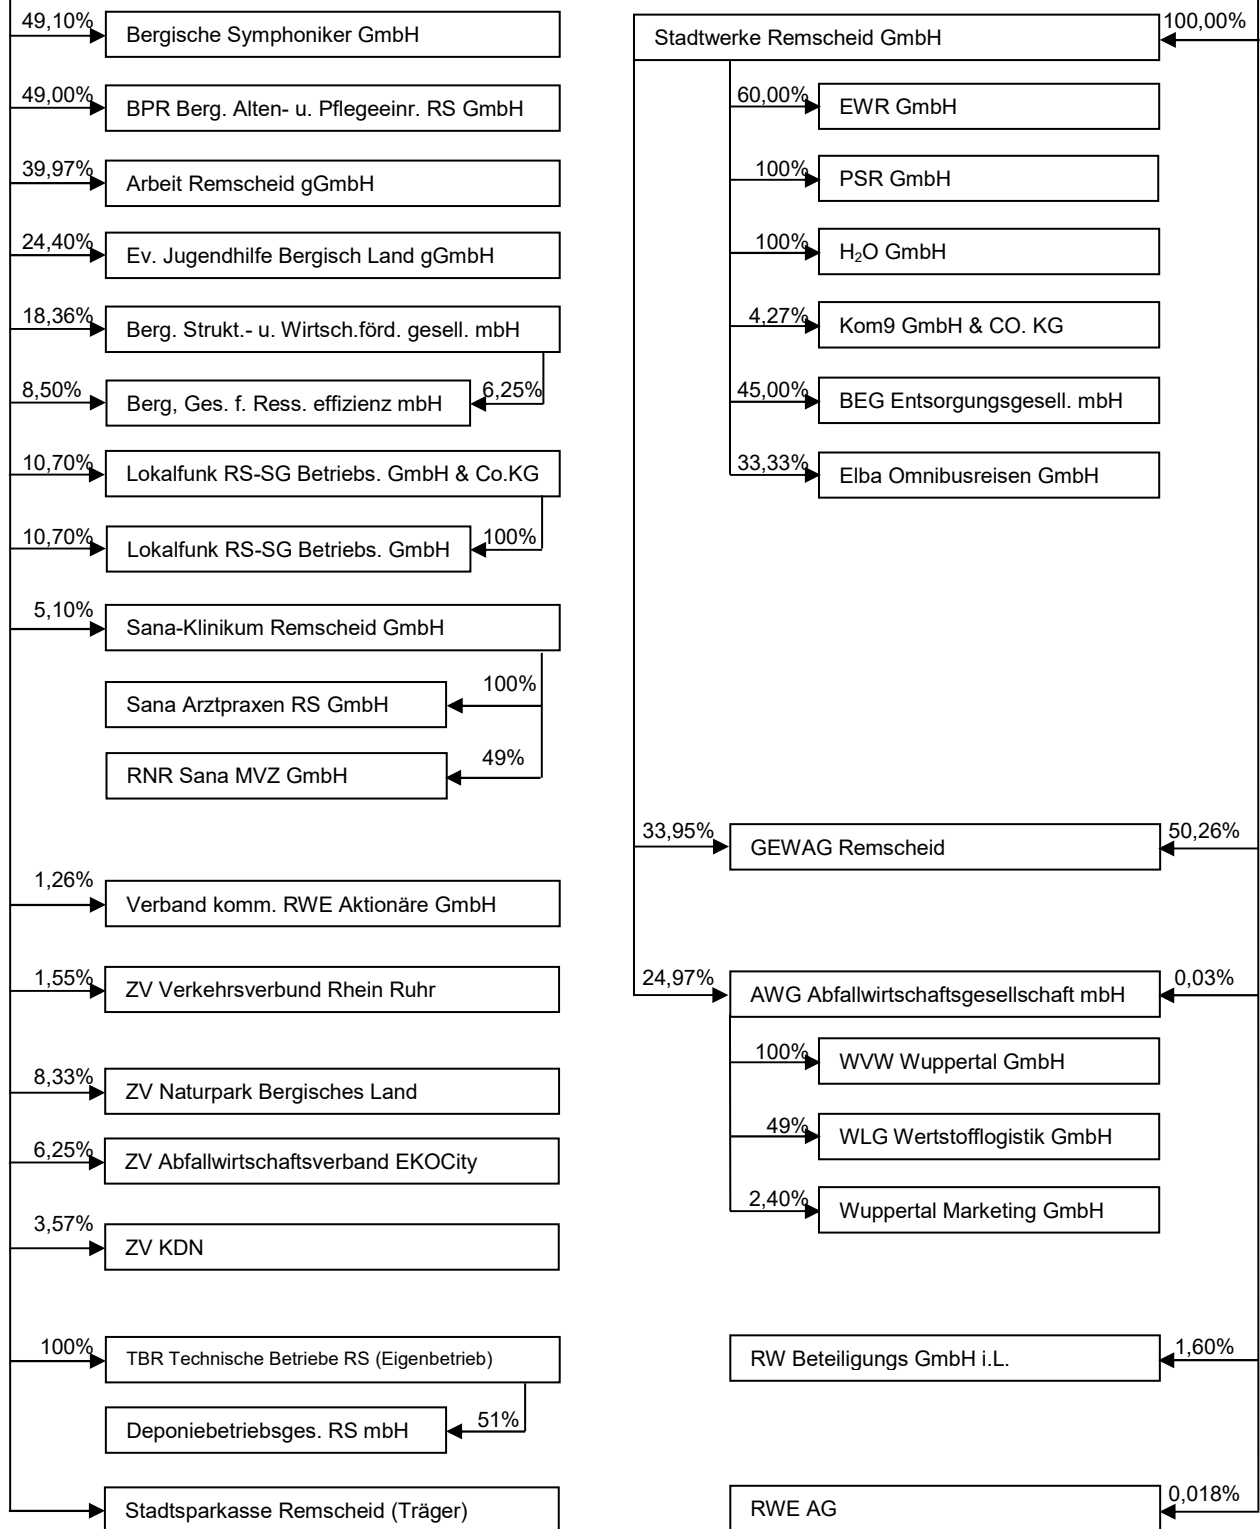 49,10%
Bergische Symphoniker GmbH
49,00%
BPR Berg. Alten- u. Pflegeeinr. RS GmbH
39,97%
Arbeit Remscheid gGmbH
24,40%
Ev. Jugendhilfe Bergisch Land gGmbH
18,36%
Berg. Strukt.- u. Wirtsch.förd. gesell. mbH
8,50%
Berg, Ges. f. Ress. effizienz mbH
6,25%
10,70%
Lokalfunk RS-SG Betriebs. GmbH & Co.KG
10,70%
Lokalfunk RS-SG Betriebs. GmbH
100%
5,10%
Sana-Klinikum Remscheid GmbH
Sana Arztpraxen RS GmbH
100%
RNR Sana MVZ GmbH
49%
1,26%
Verband komm. RWE Aktionäre GmbH
1,55%
ZV Verkehrsverbund Rhein Ruhr
8,33%
ZV Naturpark Bergisches Land
6,25%
ZV Abfallwirtschaftsverband EKOCity
3,57%
ZV KDN
100%
TBR Technische Betriebe RS (Eigenbetrieb)
Deponiebetriebsges. RS mbH
51%
Stadtsparkasse Remscheid (Träger)
Stadtwerke Remscheid GmbH
100,00%
60,00%
EWR GmbH
100%
PSR GmbH
100%
H₂O GmbH
4,27%
Kom9 GmbH & CO. KG
45,00%
BEG Entsorgungsgesell. mbH
33,33%
Elba Omnibusreisen GmbH
33,95%
GEWAG Remscheid
50,26%
24,97%
AWG Abfallwirtschaftsgesellschaft mbH
0,03%
100%
WVW Wuppertal GmbH
49%
WLG Wertstofflogistik GmbH
2,40%
Wuppertal Marketing GmbH
RW Beteiligungs GmbH i.L.
1,60%
RWE AG
0,018%